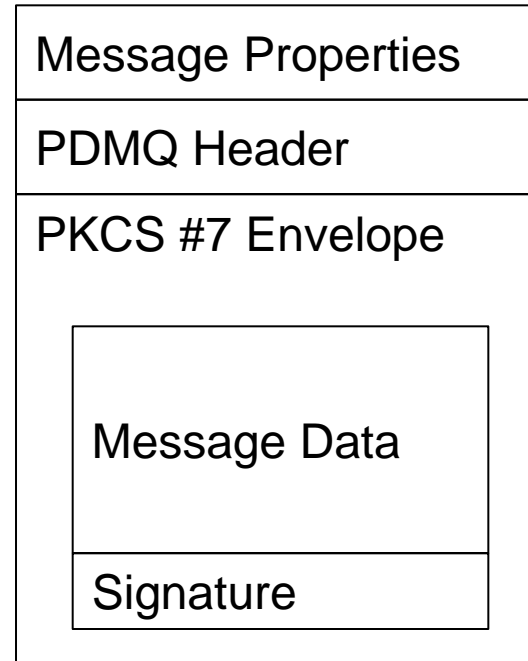 Message Properties
PDMQ Header
PKCS #7 Envelope
Message Data
Signature